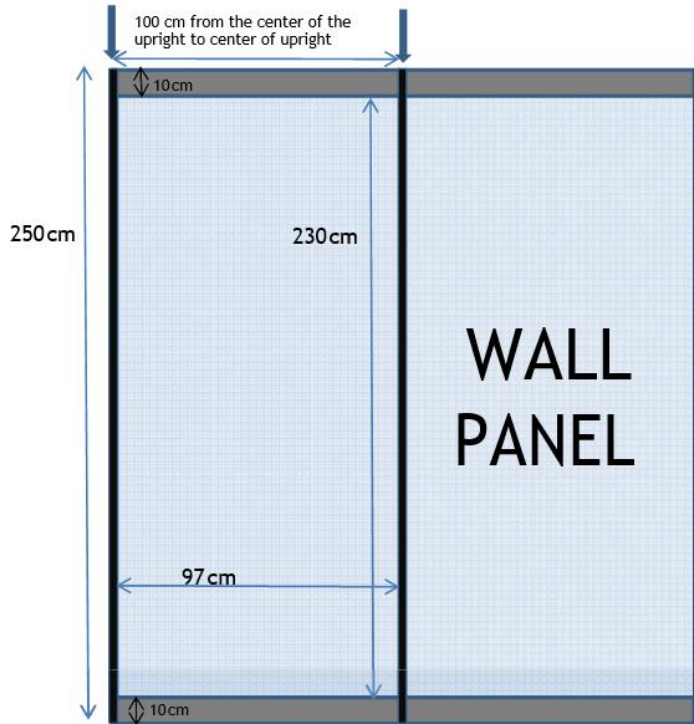 100 cm from the center of the
upright to center of upright
10cm
250cm
230cm
WALL
PANEL
97cm
10cm